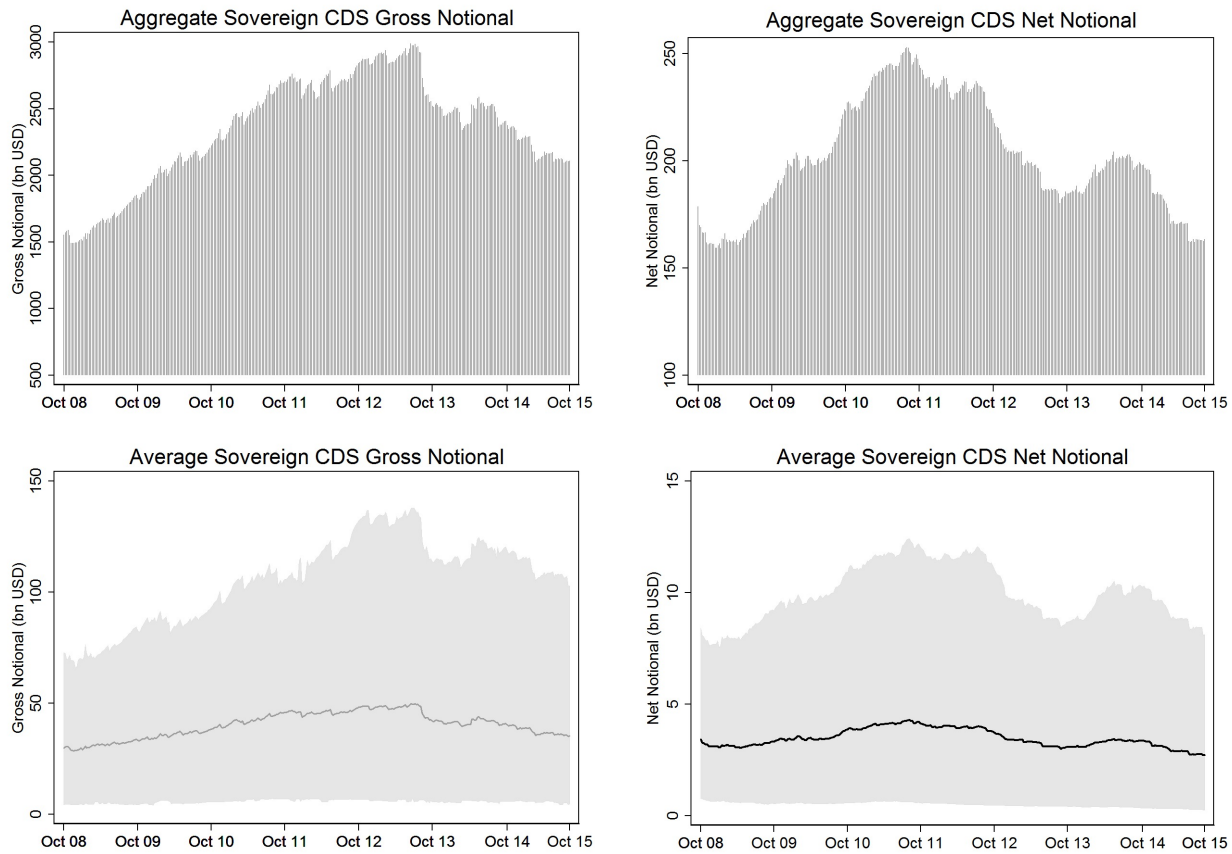 Aggregate Sovereign CDS Gross Notional
Gross Notional (bn USD)
3000
2500
2000
1500
1000
500
Oct 08 Oct 09 Oct 10 Oct 11 Oct 12 Oct 13 Oct 14 Oct 15
Aggregate Sovereign CDS Net Notional
Net Notional (bn USD)
250
200
150
100
Oct 08 Oct 09 Oct 10 Oct 11 Oct 12 Oct 13 Oct 14 Oct 15
Average Sovereign CDS Gross Notional
Gross Notional (bn USD)
150
100
50
0
Oct 08 Oct 09 Oct 10 Oct 11 Oct 12 Oct 13 Oct 14 Oct 15
Average Sovereign CDS Net Notional
Net Notional (bn USD)
15
10
5
0
Oct 08 Oct 09 Oct 10 Oct 11 Oct 12 Oct 13 Oct 14 Oct 15